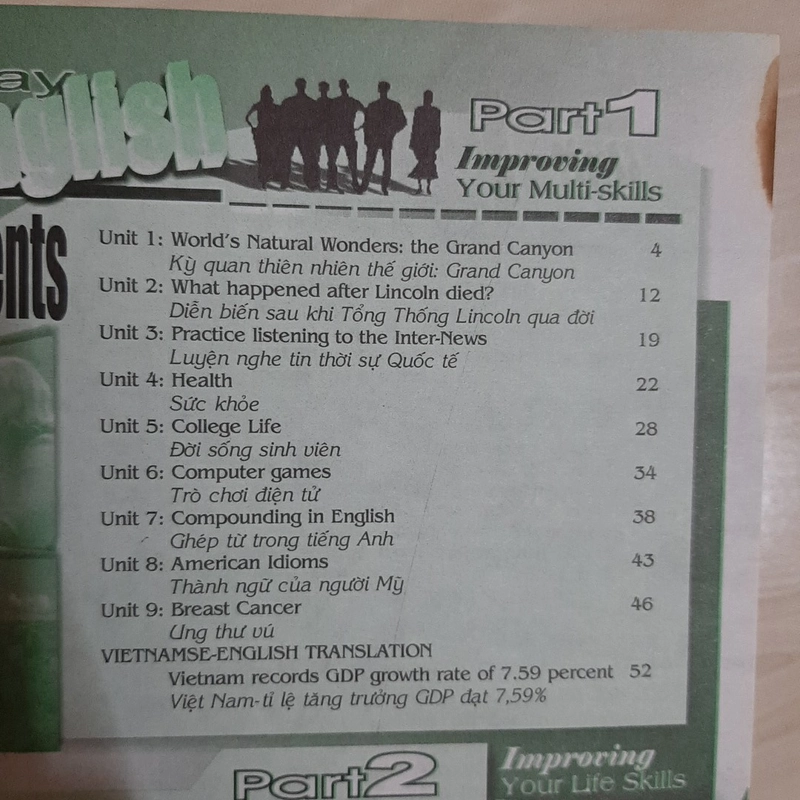 ay
nglish
Part 1
Improving
Your Multi-skills
ents
Unit 1: World's Natural Wonders: the Grand Canyon 4
Kỳ quan thiên nhiên thế giới: Grand Canyon
Unit 2: What happened after Lincoln died? 12
Diễn biến sau khi Tổng Thống Lincoln qua đời
Unit 3: Practice listening to the Inter-News 19
Luyện nghe tin thời sự Quốc tế
Unit 4: Health 22
Sức khỏe
Unit 5: College Life 28
Đời sống sinh viên
Unit 6: Computer games 34
Trò chơi điện tử
Unit 7: Compounding in English 38
Ghép từ trong tiếng Anh
Unit 8: American Idioms 43
Thành ngữ của người Mỹ
Unit 9: Breast Cancer 46
Ung thư vú
VIETNAMSE-ENGLISH TRANSLATION
Vietnam records GDP growth rate of 7.59 percent 52
Việt Nam-tỉ lệ tăng trưởng GDP đạt 7,59%
Part 2
Improving
Your Life Skills